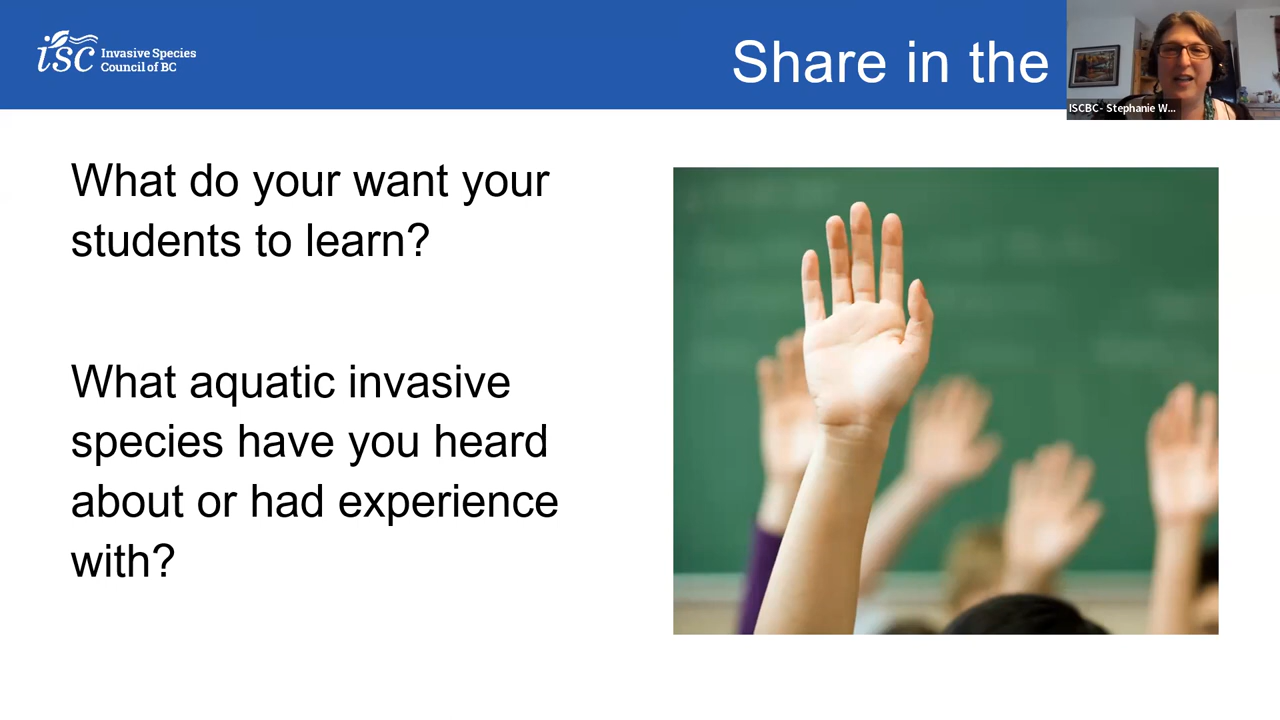 isc
Invasive Species
Council of BC
Share in the
ISCBC- Stephanie W...
What do your want your
students to learn?
What aquatic invasive
species have you heard
about or had experience
with?